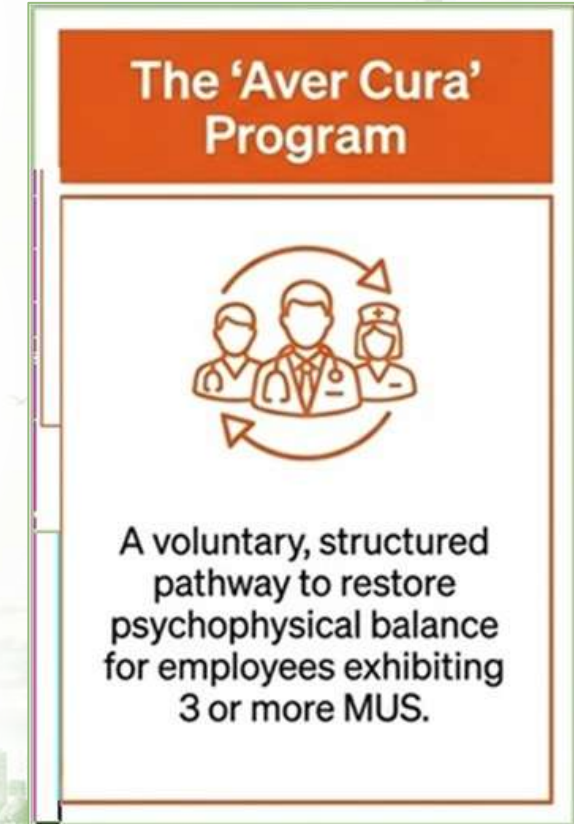 The ‘Aver Cura’
Program
A voluntary, structured
pathway to restore
psychophysical balance
for employees exhibiting
3 or more MUS.